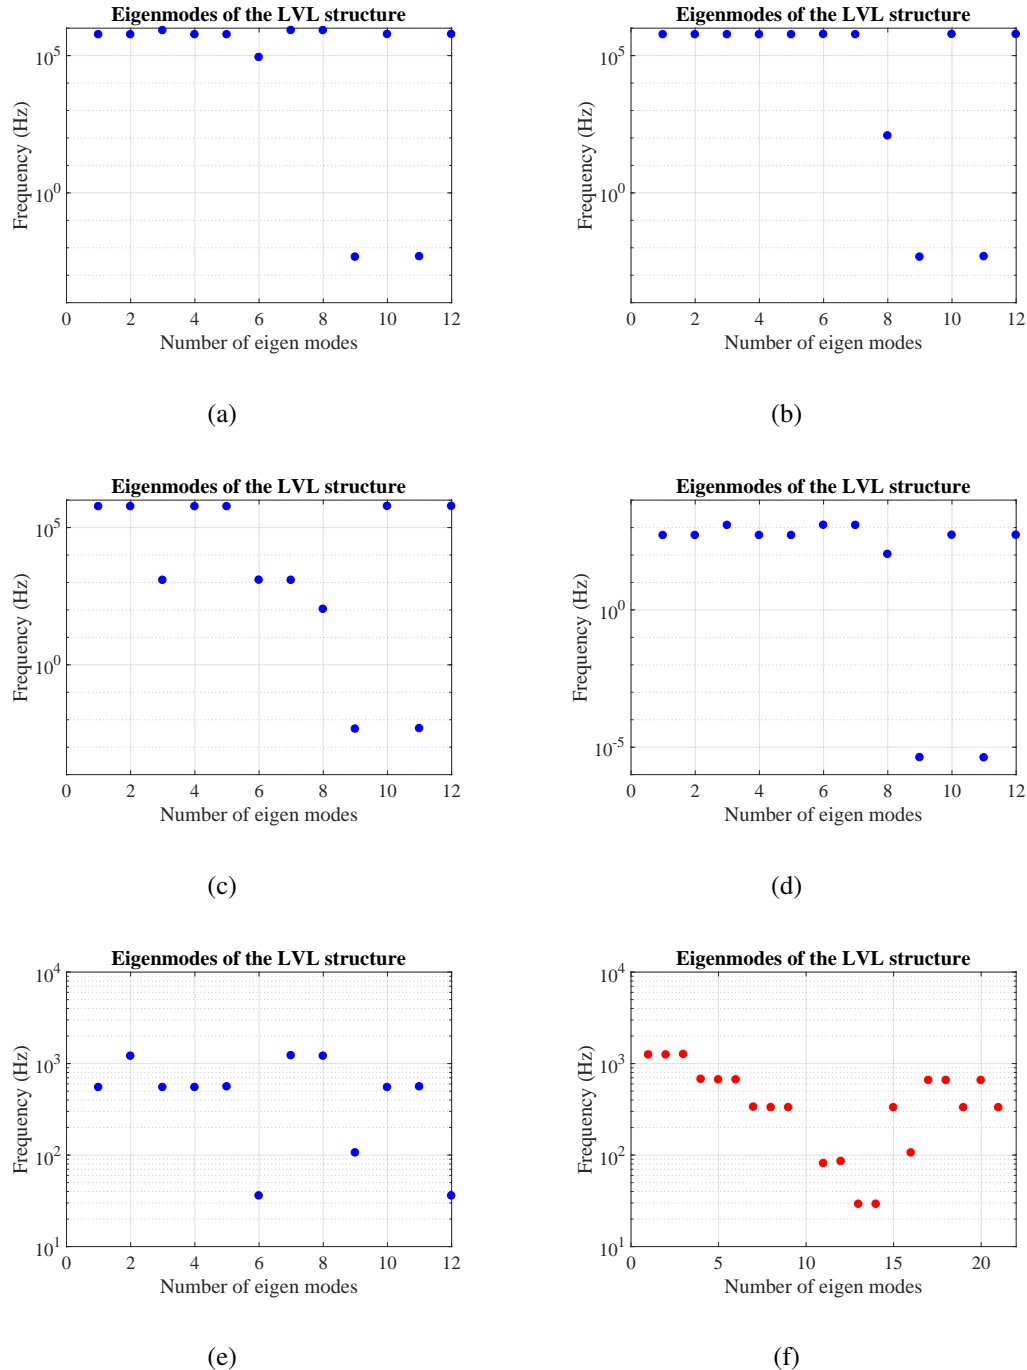 Eigenmodes of the LVL structure
Frequency (Hz)
10^5
10^0
0 2 4 6 8 10 12
Number of eigen modes
(a)
Eigenmodes of the LVL structure
Frequency (Hz)
10^5
10^0
0 2 4 6 8 10 12
Number of eigen modes
(b)
Eigenmodes of the LVL structure
Frequency (Hz)
10^5
10^0
0 2 4 6 8 10 12
Number of eigen modes
(c)
Eigenmodes of the LVL structure
Frequency (Hz)
10^0
10^-5
0 2 4 6 8 10 12
Number of eigen modes
(d)
Eigenmodes of the LVL structure
Frequency (Hz)
10^4
10^3
10^2
10^1
0 2 4 6 8 10 12
Number of eigen modes
(e)
Eigenmodes of the LVL structure
Frequency (Hz)
10^4
10^3
10^2
10^1
0 5 10 15 20
Number of eigen modes
(f)